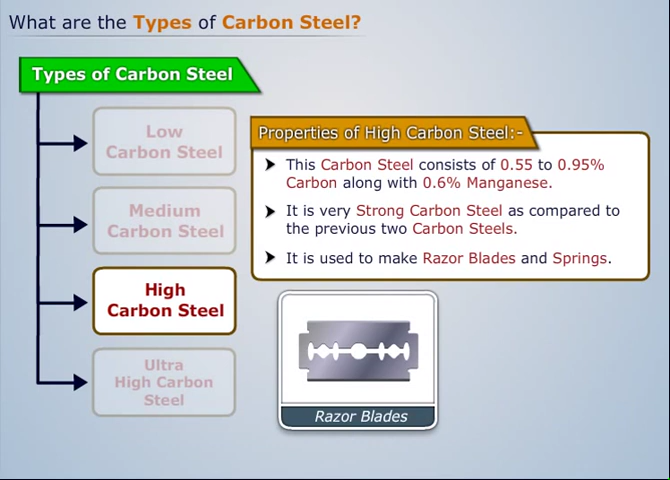 What are the Types of Carbon Steel?
Types of Carbon Steel
Low
Carbon Steel
Medium
Carbon Steel
High
Carbon Steel
Ultra
High Carbon
Steel
Properties of High Carbon Steel:-
This Carbon Steel consists of 0.55 to 0.95%
Carbon along with 0.6% Manganese.
It is very Strong Carbon Steel as compared to
the previous two Carbon Steels.
It is used to make Razor Blades and Springs.
Razor Blades